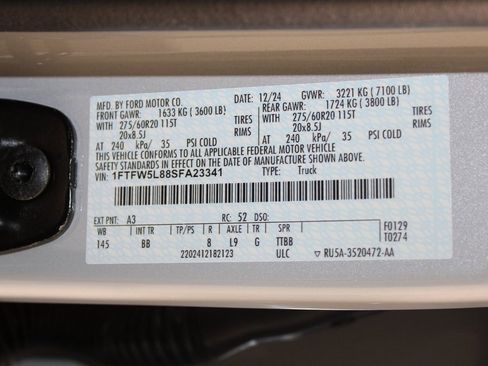 MFD. BY FORD MOTOR CO. DATE: 12/24 GVWR: 3221 KG ( 7100 LB)
FRONT GAWR: 1633 KG ( 3600 LB) REAR GAWR: 1724 KG ( 3800 LB)
WITH 275/60R20 115T TIRES WITH 275/60R20 115T TIRES
20x8.5J RIMS 20x8.5J RIMS
AT 240 kPa/ 35 PSI COLD AT 240 kPa/ 35 PSI COLD
THIS VEHICLE CONFORMS TO ALL APPLICABLE FEDERAL MOTOR VEHICLE
SAFETY STANDARDS IN EFFECT ON THE DATE OF MANUFACTURE SHOWN ABOVE.
VIN: 1FTFW5L88SFA23341 TYPE: Truck
EXT PNT: A3 RC: 52 DSO: F0129
WB INT TR TP/PS R AXLE TR SPR T0274
145 BB 8 L9 G TTBB
2202412182123 ULC ▽ RU5A-3520472-AA